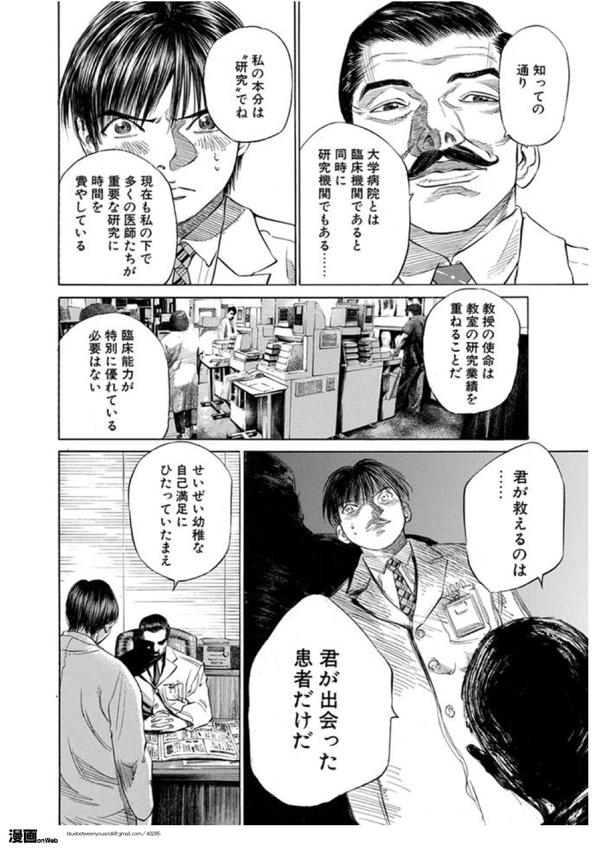 知っての
通り
大学病院とは
臨床機関であると
同時に
研究機関でもある……
私の本分は
“研究”でね
現在も私の下で
多くの医師たちが
重要な研究に
時間を
費やしている
教授の使命は
教室の研究業績を
重ねることだ
臨床能力が
特別に優れている
必要はない
君が救えるのは
……
君が出会った
患者だけだ
せいぜい幼稚な
自己満足に
ひたっていたまえ
漫画onWeb
bluebetweenyouandi@gmail.com/40285